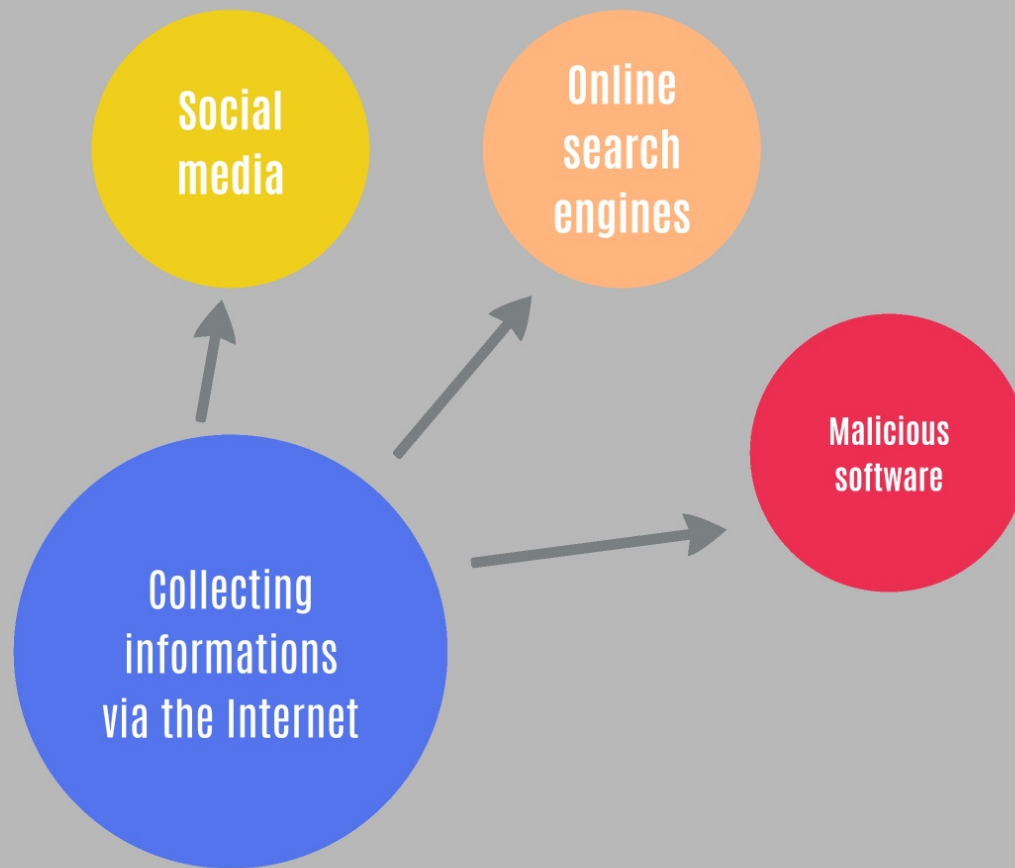 Social
media
Online
search
engines
Malicious
software
Collecting
informations
via the Internet